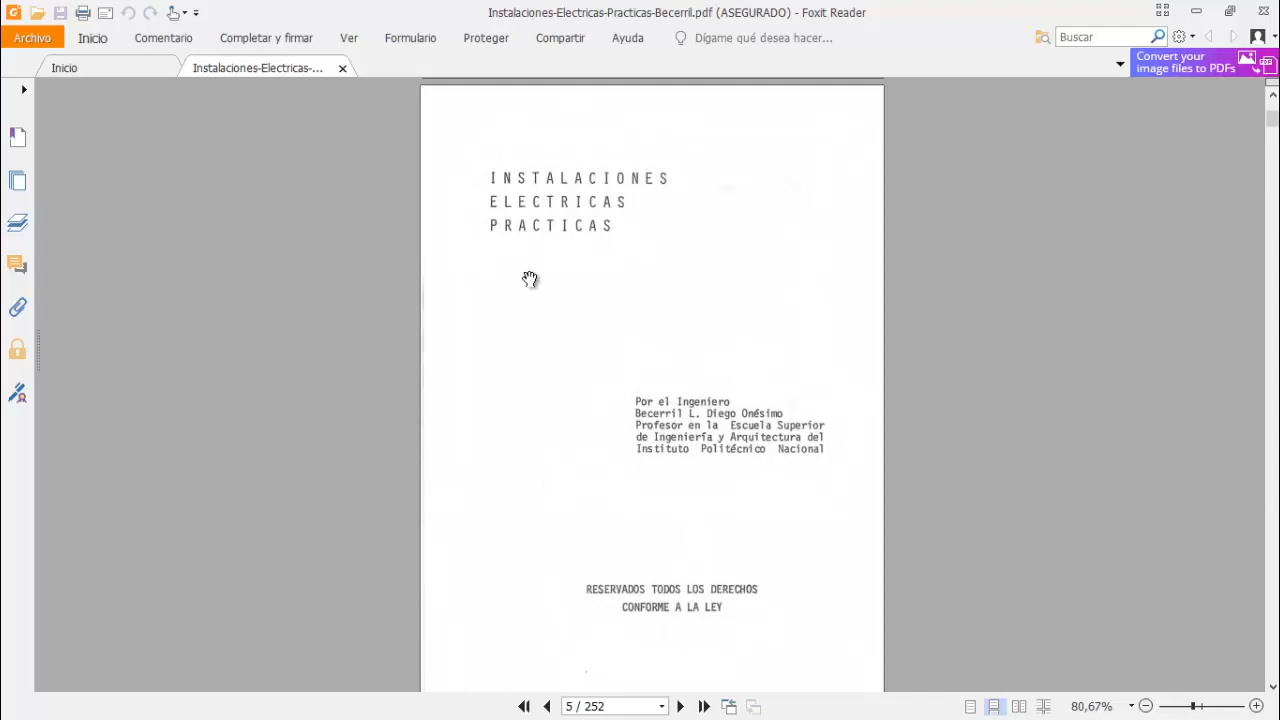 Instalaciones-Electricas-Practicas-Becerril.pdf (ASEGURADO) - Foxit Reader
Archivo Inicio Comentario Completar y firmar Ver Formulario Proteger Compartir Ayuda Dígame qué desea hacer... Buscar
Inicio Instalaciones-Electricas-...
Convert your
image files to PDFs
INSTALACIONES
ELECTRICAS
PRACTICAS
Por el Ingeniero
Becerril L. Diego Onésimo
Profesor en la Escuela Superior
de Ingeniería y Arquitectura del
Instituto Politécnico Nacional
RESERVADOS TODOS LOS DERECHOS
CONFORME A LA LEY
5 / 252 80,67%